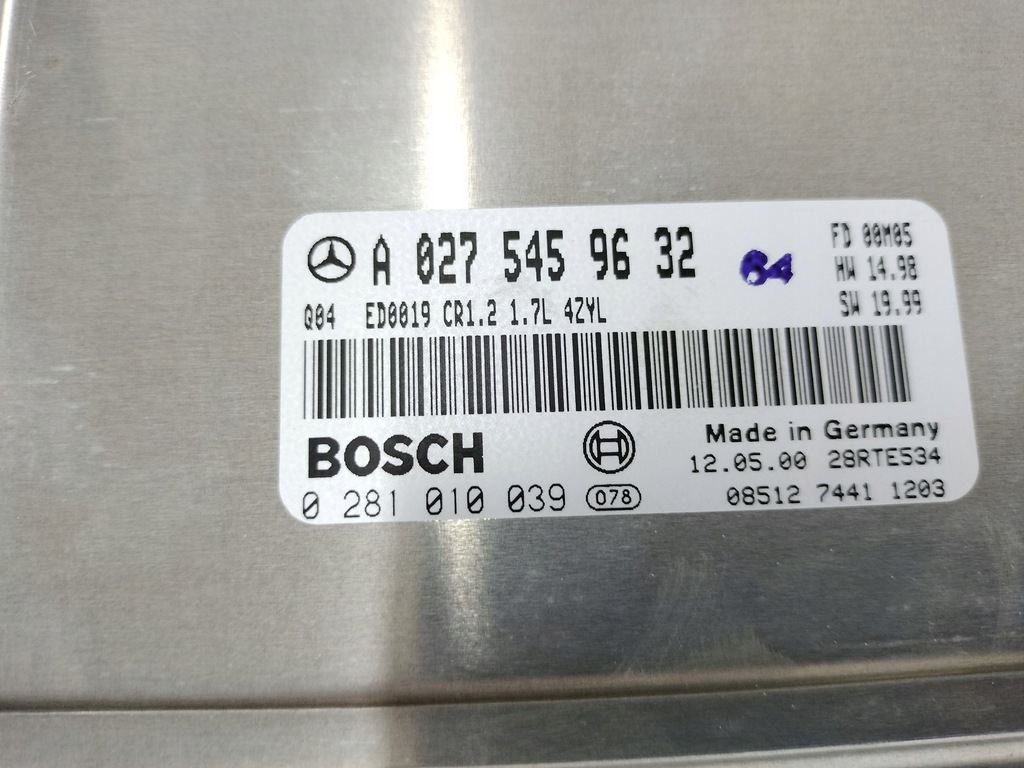 A 027 545 96 32
64
FD 00M05
HW 14.98
SW 19.99
Q04 ED0019 CR1.2 1.7L 4ZYL
BOSCH
0 281 010 039
078
Made in Germany
12.05.00 28RTE534
08512 7441 1203